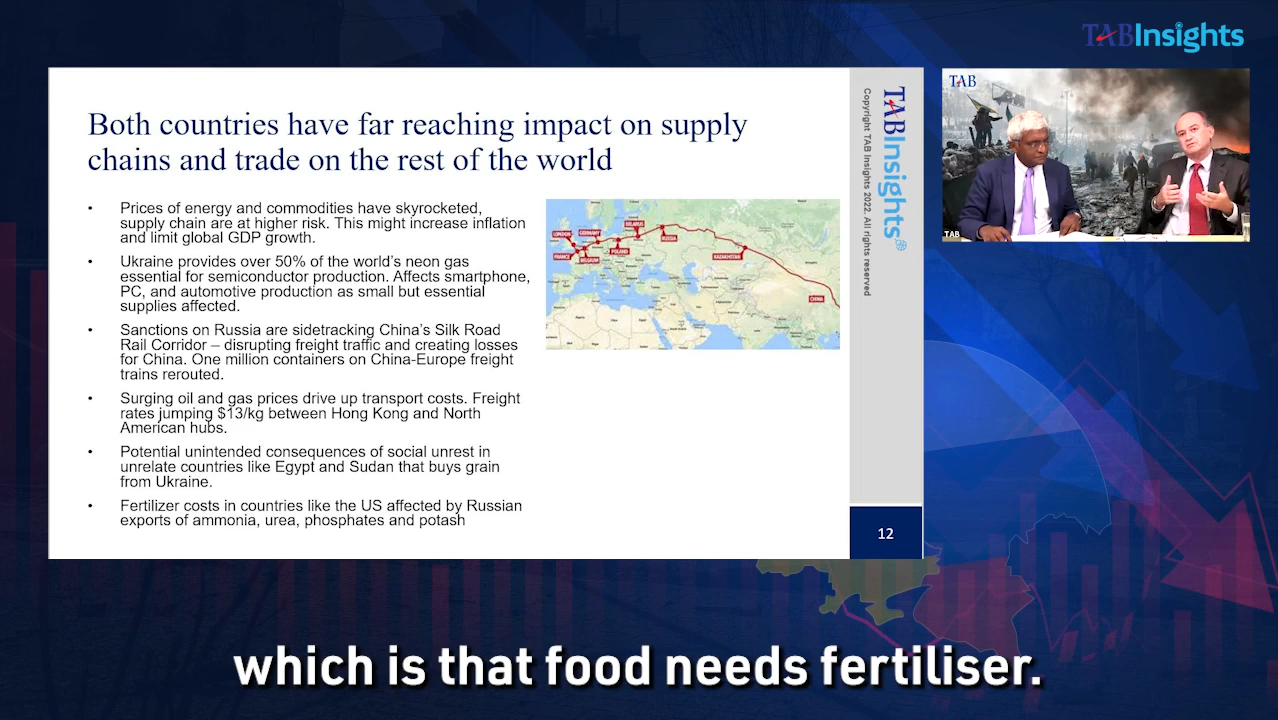 TABInsights
Both countries have far reaching impact on supply
chains and trade on the rest of the world
• Prices of energy and commodities have skyrocketed,
supply chain are at higher risk. This might increase inflation
and limit global GDP growth.
• Ukraine provides over 50% of the world's neon gas
essential for semiconductor production. Affects smartphone,
PC, and automotive production as small but essential
supplies affected.
• Sanctions on Russia are sidetracking China's Silk Road
Rail Corridor – disrupting freight traffic and creating losses
for China. One million containers on China-Europe freight
trains rerouted.
• Surging oil and gas prices drive up transport costs. Freight
rates jumping $13/kg between Hong Kong and North
American hubs.
• Potential unintended consequences of social unrest in
unrelate countries like Egypt and Sudan that buys grain
from Ukraine.
• Fertilizer costs in countries like the US affected by Russian
exports of ammonia, urea, phosphates and potash
LONDON
GERMANY
BELARUS
RUSSIA
FRANCE
BELGIUM
POLAND
KAZAKHSTAN
CHINA
TABInsights
Copyright TAB Insights 2022. All rights reserved
12
TAB
TAB
which is that food needs fertiliser.